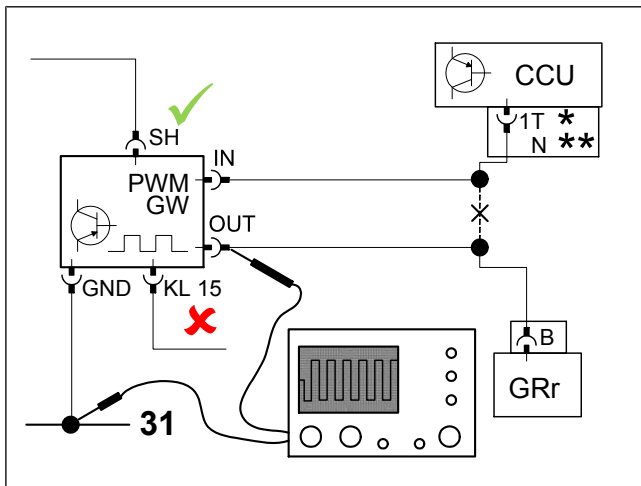 CCU
1T *
N **
SH
IN
PWM
GW
OUT
GND
KL 15
B
GRr
31